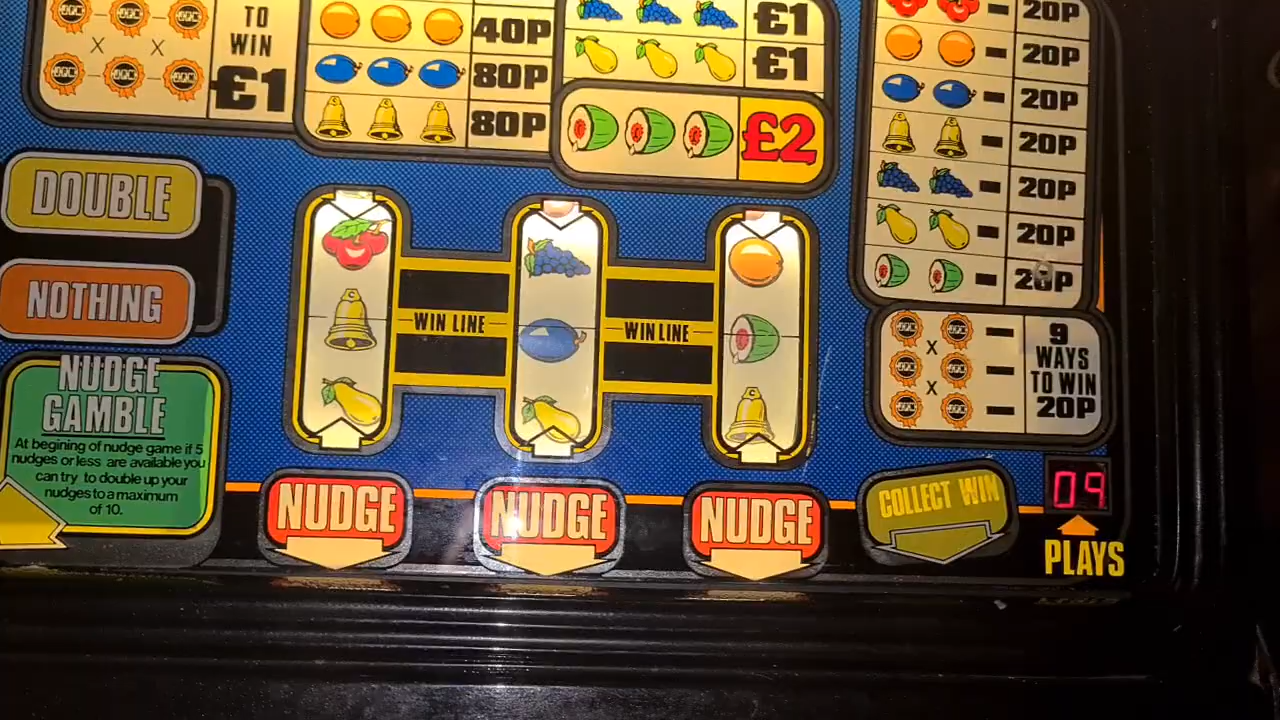 TO
WIN
£1
40P
80P
80P
£1
£1
£2
20P
20P
20P
20P
20P
20P
20P
9
WAYS
TO WIN
20P
DOUBLE
NOTHING
NUDGE
GAMBLE
At begining of nudge game if 5
nudges or less are available you
can try to double up your
nudges to a maximum
of 10.
WIN LINE
WIN LINE
NUDGE
NUDGE
NUDGE
COLLECT WIN
09
PLAYS